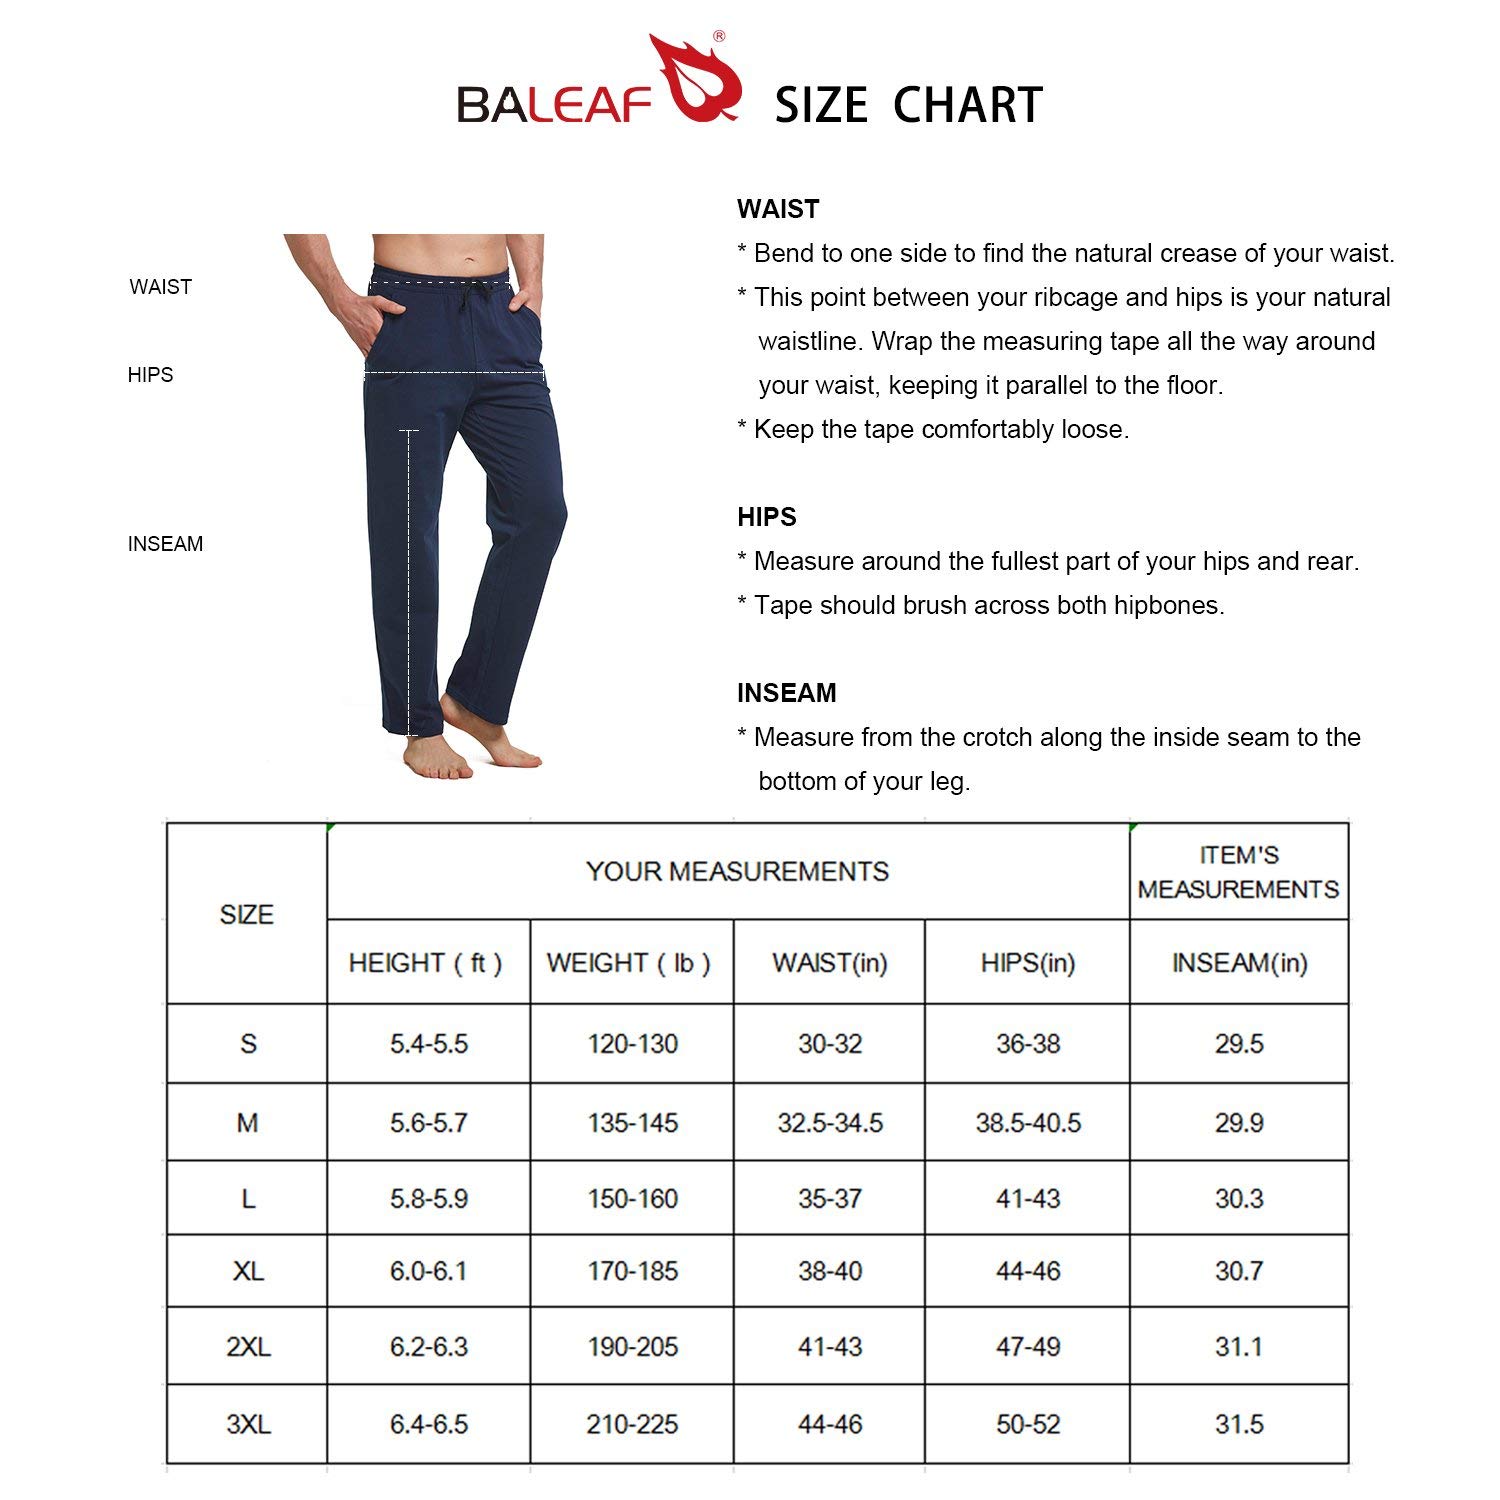 BALEAF® SIZE CHART
WAIST
HIPS
INSEAM
WAIST
* Bend to one side to find the natural crease of your waist.
* This point between your ribcage and hips is your natural
waistline. Wrap the measuring tape all the way around
your waist, keeping it parallel to the floor.
* Keep the tape comfortably loose.
HIPS
* Measure around the fullest part of your hips and rear.
* Tape should brush across both hipbones.
INSEAM
* Measure from the crotch along the inside seam to the
bottom of your leg.
SIZE
YOUR MEASUREMENTS
ITEM'S
MEASUREMENTS
HEIGHT ( ft ) WEIGHT ( lb ) WAIST(in) HIPS(in) INSEAM(in)
S 5.4-5.5 120-130 30-32 36-38 29.5
M 5.6-5.7 135-145 32.5-34.5 38.5-40.5 29.9
L 5.8-5.9 150-160 35-37 41-43 30.3
XL 6.0-6.1 170-185 38-40 44-46 30.7
2XL 6.2-6.3 190-205 41-43 47-49 31.1
3XL 6.4-6.5 210-225 44-46 50-52 31.5